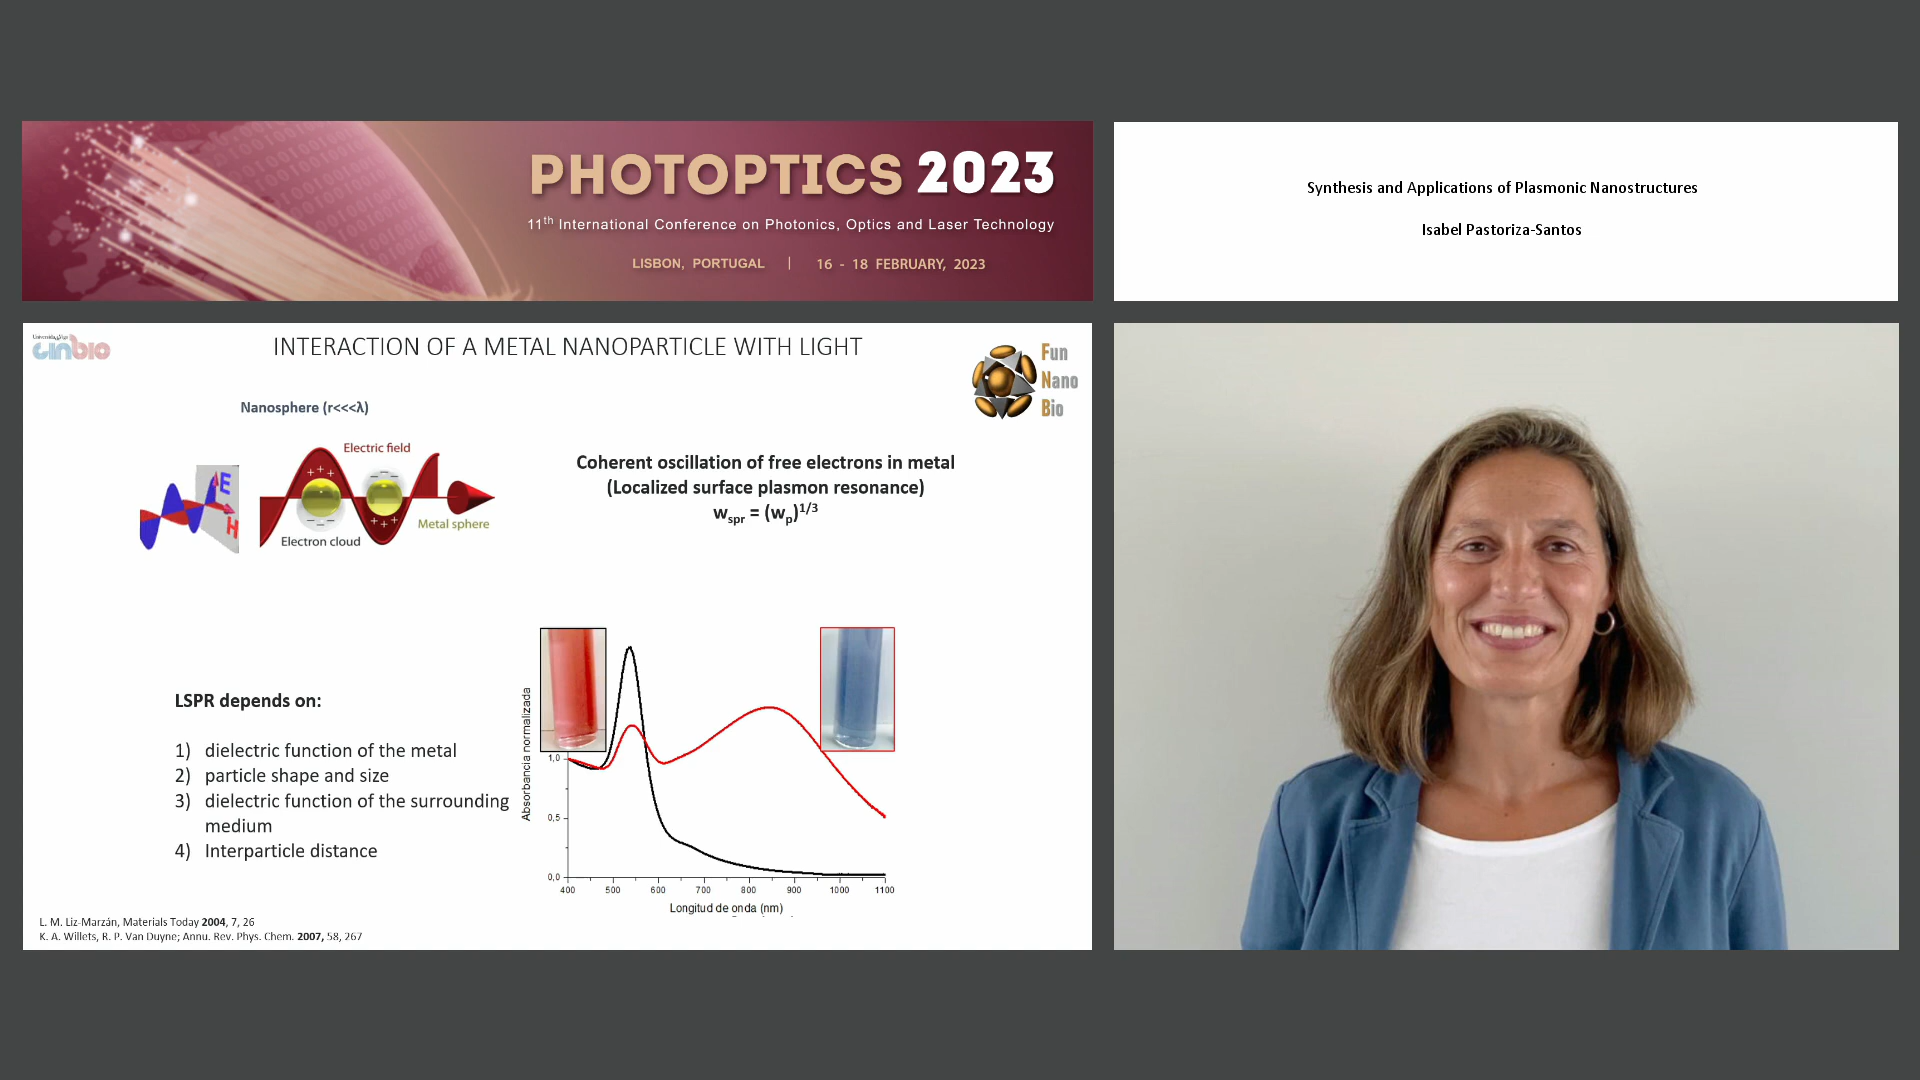 PHOTOPTICS 2023
11th International Conference on Photonics, Optics and Laser Technology
LISBON, PORTUGAL | 16 - 18 FEBRUARY, 2023
Synthesis and Applications of Plasmonic Nanostructures
Isabel Pastoriza-Santos
cinbio
INTERACTION OF A METAL NANOPARTICLE WITH LIGHT
Fun
Nano
Bio
Nanosphere (r<<<λ)
Electric field
E
H
+++
− −
− −
+++
Metal sphere
Electron cloud
Coherent oscillation of free electrons in metal
(Localized surface plasmon resonance)
wspr = (wp)1/3
LSPR depends on:
1) dielectric function of the metal
2) particle shape and size
3) dielectric function of the surrounding
medium
4) Interparticle distance
Absorbancia normalizada
1,0
0,5
0,0
400 500 600 700 800 900 1000 1100
Longitud de onda (nm)
L. M. Liz-Marzán, Materials Today 2004, 7, 26
K. A. Willets, R. P. Van Duyne; Annu. Rev. Phys. Chem. 2007, 58, 267